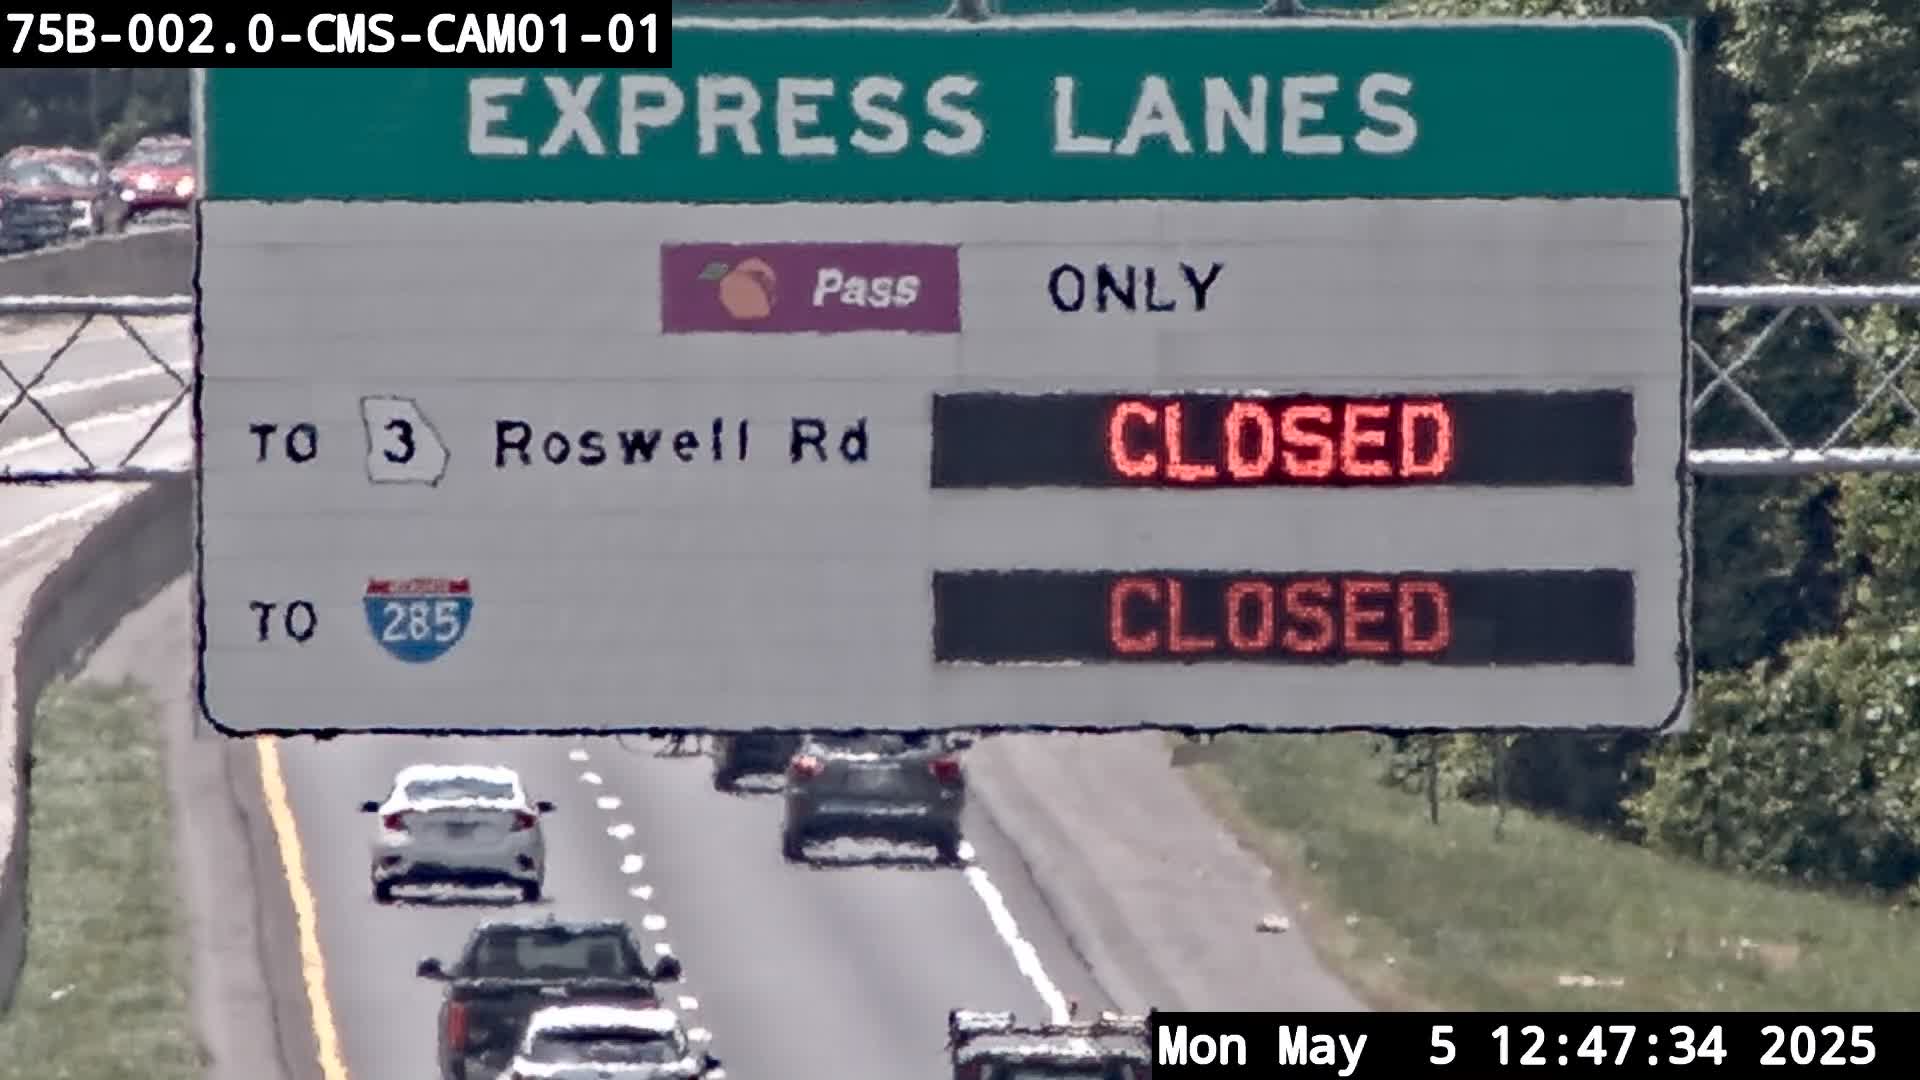 75B-002.0-CMS-CAM01-01
EXPRESS LANES
Pass ONLY
TO 3 Roswell Rd CLOSED
TO 285 CLOSED
Mon May 5 12:47:34 2025